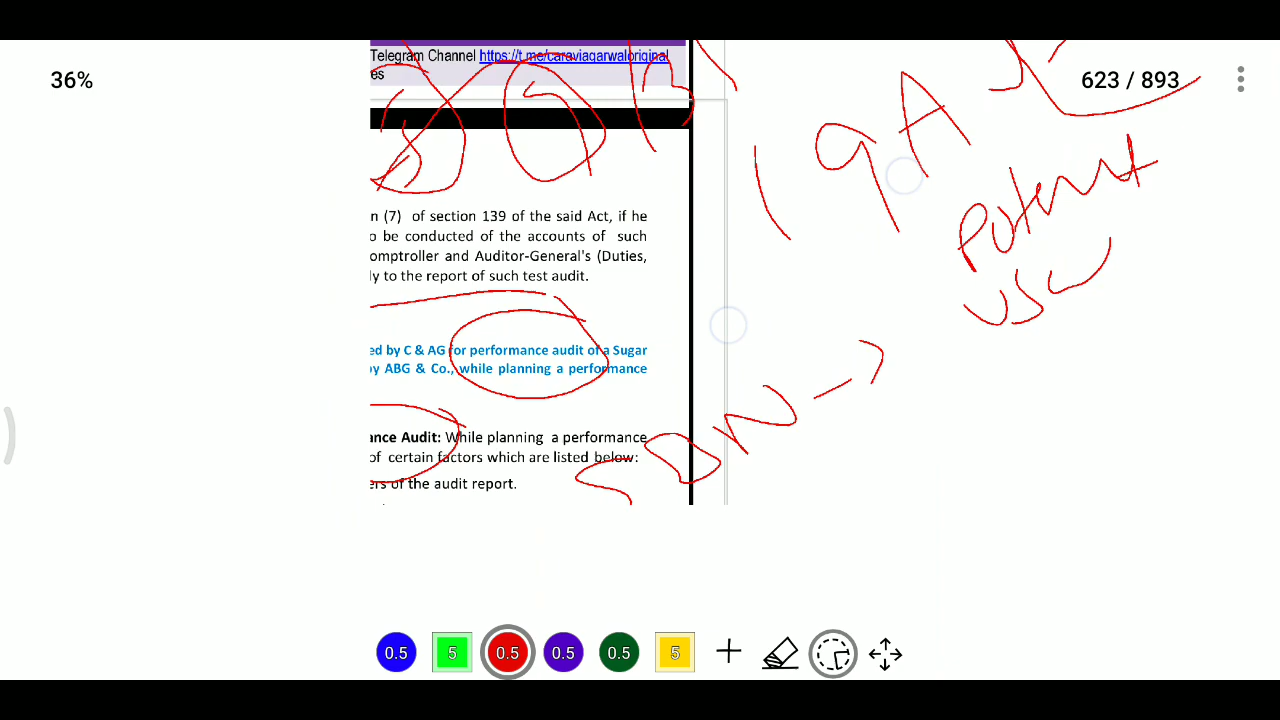 Telegram Channel https://t.me/caraviagarwaloriginal
es
36%
623 / 893
19A
n (7) of section 139 of the said Act, if he
o be conducted of the accounts of such
omptroller and Auditor-General's (Duties,
ly to the report of such test audit.
ed by C & AG for performance audit of a Sugar
by ABG & Co., while planning a performance
ance Audit: While planning a performance
of certain factors which are listed below:
ers of the audit report.
0.5 5 0.5 0.5 0.5 5